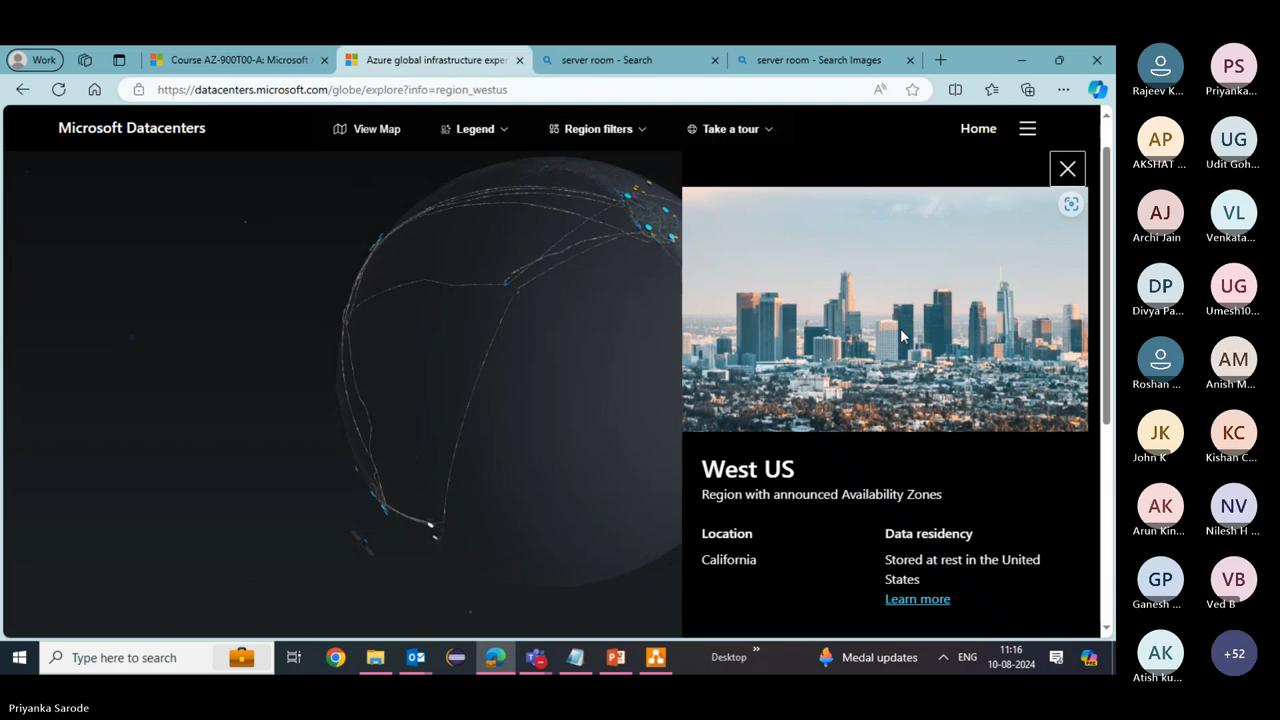 Work
Course AZ-900T00-A: Microsoft
Azure global infrastructure expe
server room - Search
server room - Search Images
https://datacenters.microsoft.com/globe/explore?info=region_westus
Microsoft Datacenters
View Map
Legend
Region filters
Take a tour
Home
West US
Region with announced Availability Zones
Location
California
Data residency
Stored at rest in the United
States
Learn more
Type here to search
Desktop
Medal updates
ENG
11:16
10-08-2024
Priyanka Sarode
Rajeev K...
PS
Priyanka...
AP
AKSHAT ...
UG
Udit Goh...
AJ
Archi Jain
VL
Venkata...
DP
Divya Pa...
UG
Umesh10...
Roshan ...
AM
Anish M...
JK
John K
KC
Kishan C...
AK
Arun Kin...
NV
Nilesh H ...
GP
Ganesh ...
VB
Ved B
AK
Atish ku...
+52